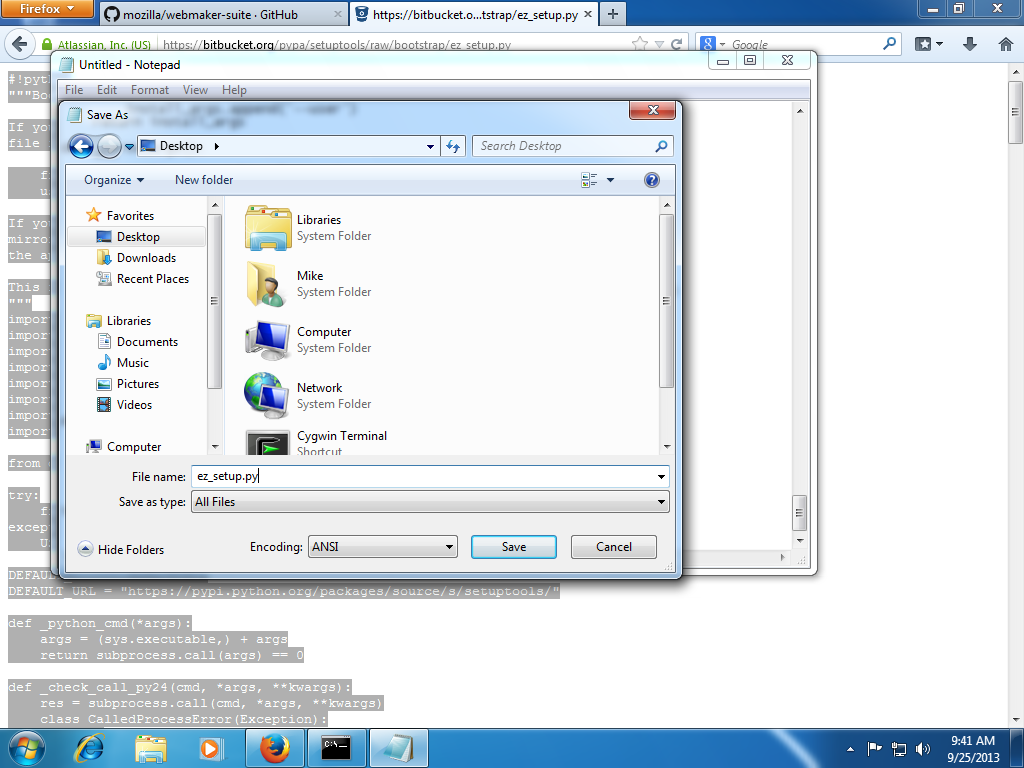 Firefox
mozilla/webmaker-suite · GitHub
https://bitbucket.o...tstrap/ez_setup.py
Atlassian, Inc. (US)
https://bitbucket.org/pypa/setuptools/raw/bootstrap/ez_setup.py
Google
Untitled - Notepad
File Edit Format View Help
Save As
Desktop
Search Desktop
Organize
New folder
Favorites
Desktop
Downloads
Recent Places
Libraries
Documents
Music
Pictures
Videos
Computer
Libraries
System Folder
Mike
System Folder
Computer
System Folder
Network
System Folder
Cygwin Terminal
Shortcut
File name: ez_setup.py
Save as type: All Files
Hide Folders
Encoding: ANSI
Save
Cancel
#!pyt
"""Bo
If yo
file
f
u
If yo
mirro
the a
This
"""
impor
impor
impor
impor
impor
impor
impor
impor
from
try:
f
excep
U
DEFAU
DEFAULT_URL = "https://pypi.python.org/packages/source/s/setuptools/"
def _python_cmd(*args):
args = (sys.executable,) + args
return subprocess.call(args) == 0
def _check_call_py24(cmd, *args, **kwargs):
res = subprocess.call(cmd, *args, **kwargs)
class CalledProcessError(Exception):
9:41 AM
9/25/2013